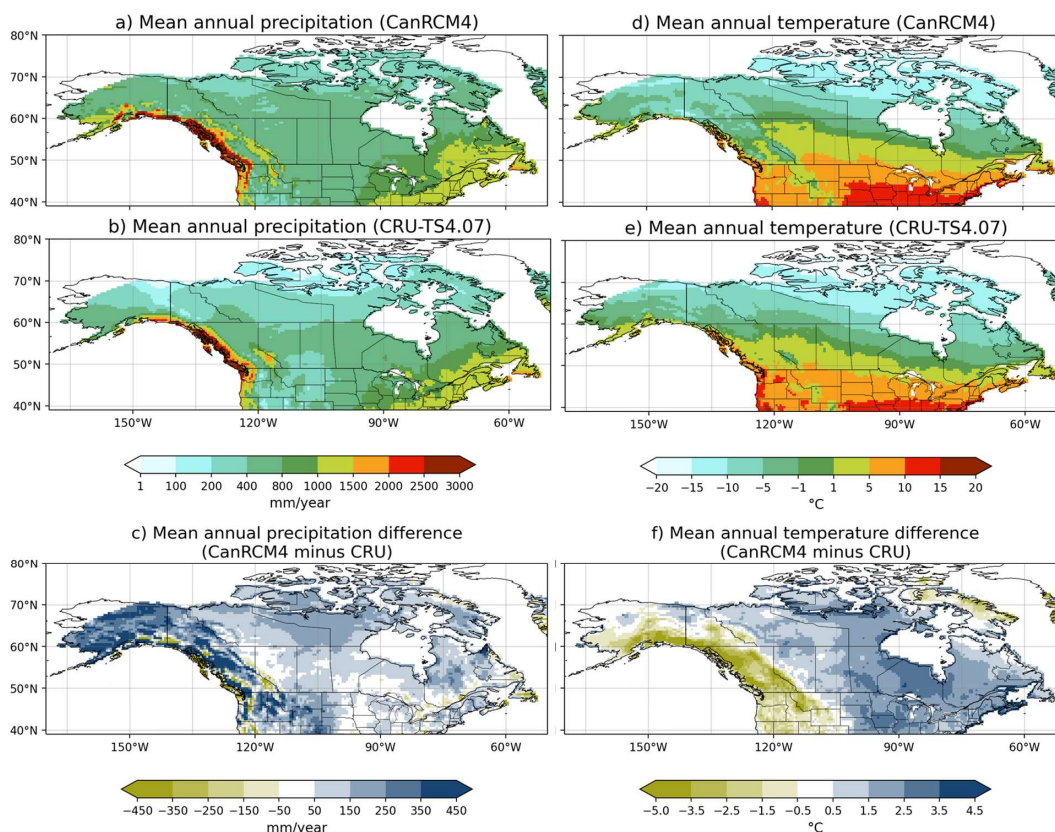 a) Mean annual precipitation (CanRCM4)
80°N
70°N
60°N
50°N
40°N
b) Mean annual precipitation (CRU-TS4.07)
80°N
70°N
60°N
50°N
40°N
150°W 120°W 90°W 60°W
1 100 200 400 800 1000 1500 2000 2500 3000
mm/year
c) Mean annual precipitation difference
(CanRCM4 minus CRU)
80°N
70°N
60°N
50°N
40°N
150°W 120°W 90°W 60°W
−450 −350 −250 −150 −50 50 150 250 350 450
mm/year
d) Mean annual temperature (CanRCM4)
e) Mean annual temperature (CRU-TS4.07)
150°W 120°W 90°W 60°W
−20 −15 −10 −5 −1 1 5 10 15 20
°C
f) Mean annual temperature difference
(CanRCM4 minus CRU)
150°W 120°W 90°W 60°W
−5.0 −2.5 −1.5 −0.5 0.5 1.5 2.5 3.5 4.5
°C